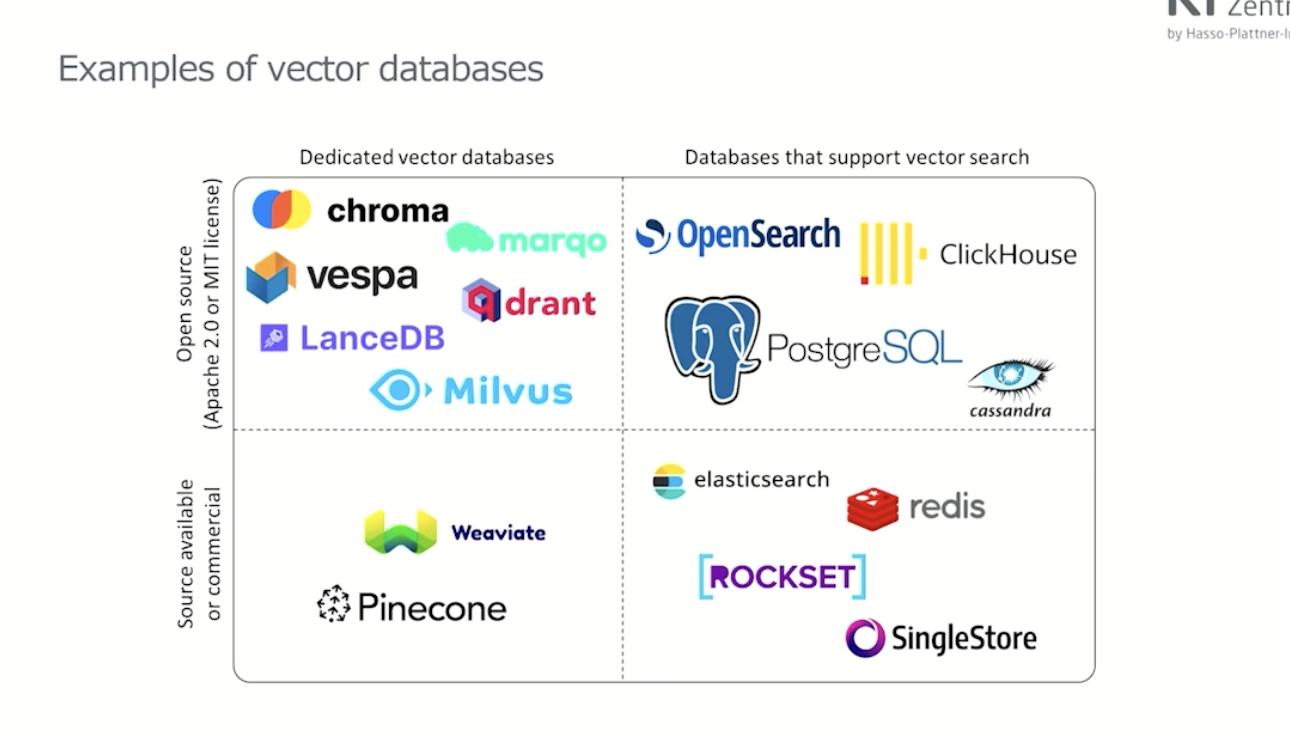 KI Zentr
by Hasso-Plattner-In
Examples of vector databases
Dedicated vector databases
Databases that support vector search
Open source
(Apache 2.0 or MIT license)
chroma
marqo
vespa
qdrant
LanceDB
Milvus
OpenSearch
ClickHouse
PostgreSQL
cassandra
Source available
or commercial
Weaviate
Pinecone
elasticsearch
redis
[ROCKSET]
SingleStore